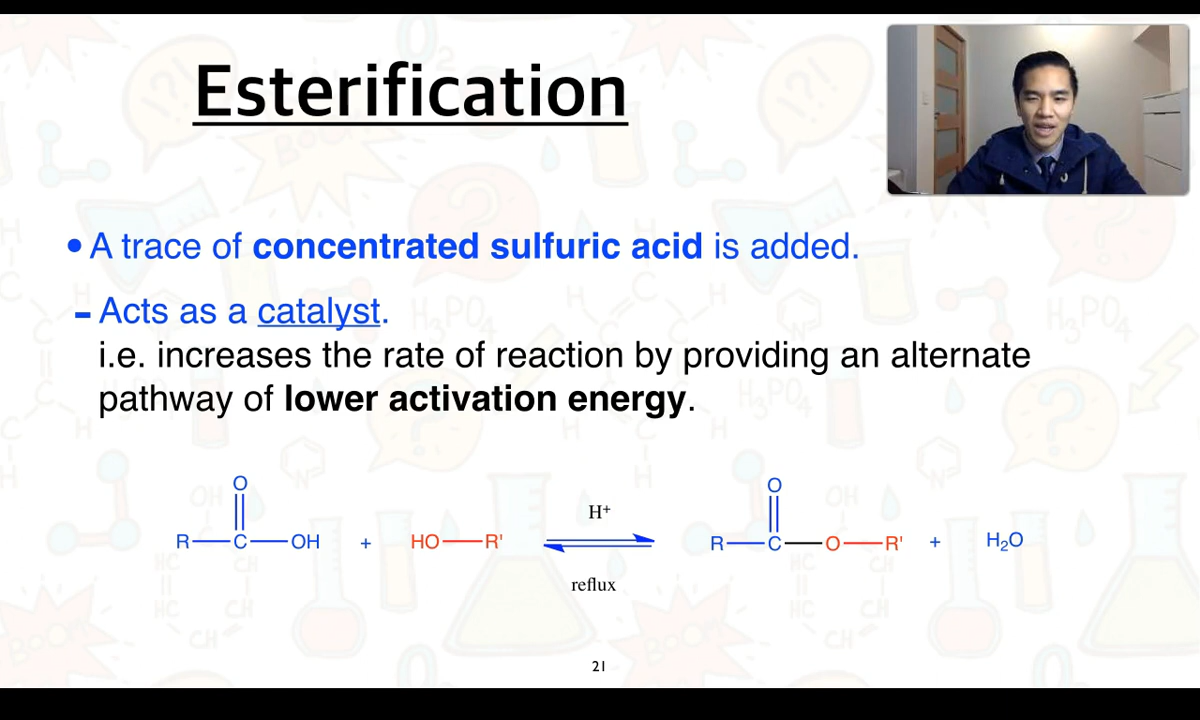 Esterification
• A trace of concentrated sulfuric acid is added.
- Acts as a catalyst.
i.e. increases the rate of reaction by providing an alternate
pathway of lower activation energy.
O
R C OH + HO R'
H⁺
reflux
O
R C O R' + H₂O
21